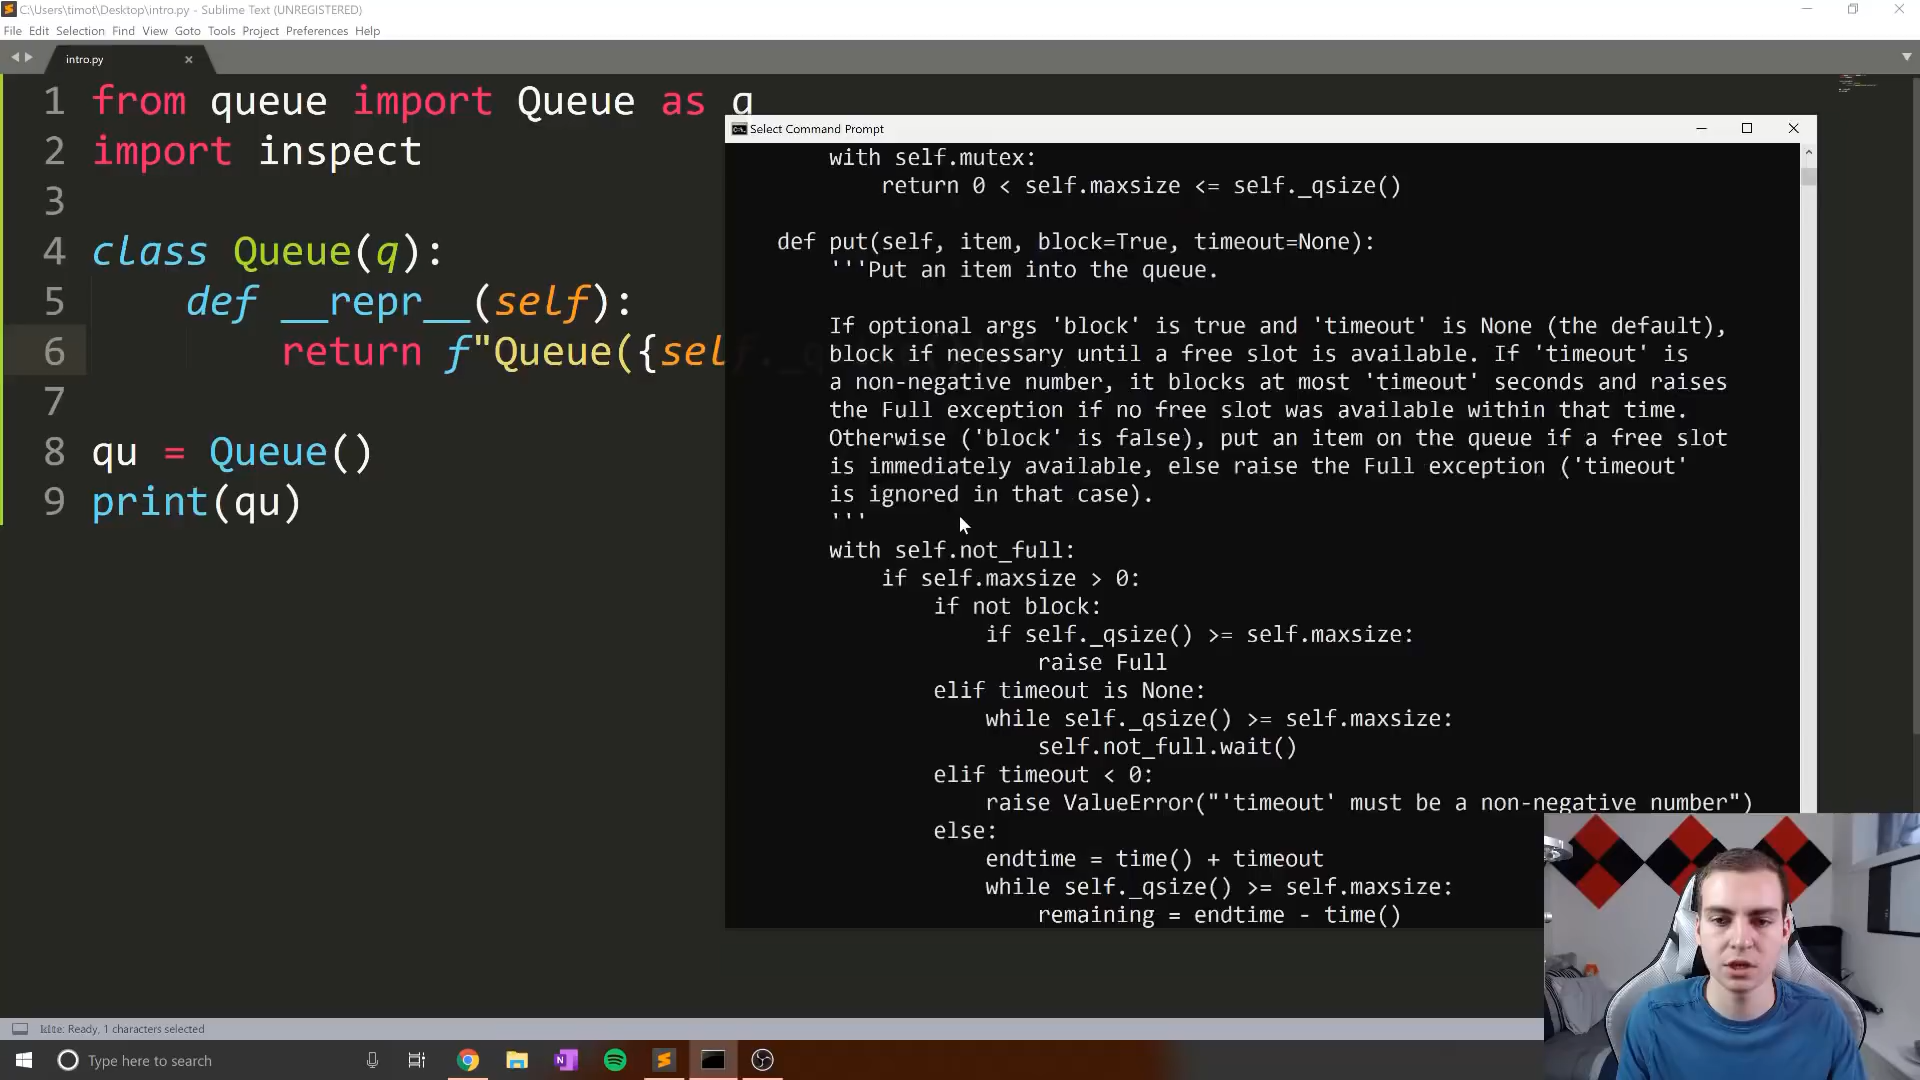 C:\Users\timot\Desktop\intro.py - Sublime Text (UNREGISTERED)
File Edit Selection Find View Goto Tools Project Preferences Help
intro.py
1 from queue import Queue as q
2 import inspect
3
4 class Queue(q):
5 def __repr__(self):
6 return f"Queue({self._qsize()})"
7
8 qu = Queue()
9 print(qu)
Select Command Prompt
with self.mutex:
return 0 < self.maxsize <= self._qsize()
def put(self, item, block=True, timeout=None):
'''Put an item into the queue.
If optional args 'block' is true and 'timeout' is None (the default),
block if necessary until a free slot is available. If 'timeout' is
a non-negative number, it blocks at most 'timeout' seconds and raises
the Full exception if no free slot was available within that time.
Otherwise ('block' is false), put an item on the queue if a free slot
is immediately available, else raise the Full exception ('timeout'
is ignored in that case).
'''
with self.not_full:
if self.maxsize > 0:
if not block:
if self._qsize() >= self.maxsize:
raise Full
elif timeout is None:
while self._qsize() >= self.maxsize:
self.not_full.wait()
elif timeout < 0:
raise ValueError("'timeout' must be a non-negative number")
else:
endtime = time() + timeout
while self._qsize() >= self.maxsize:
remaining = endtime - time()
kite: Ready, 1 characters selected
Type here to search